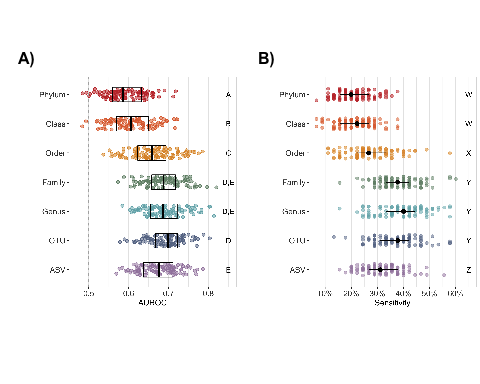 A)
B)
Phylum
A
Class
B
Order
C
Family
D,E
Genus
D,E
OTU
D
ASV
E
0.5 0.6 0.7 0.8
AUROC
Phylum
W
Class
W
Order
X
Family
Y
Genus
Y
OTU
Y
ASV
Z
10% 20% 30% 40% 50% 60%
Sensitivity